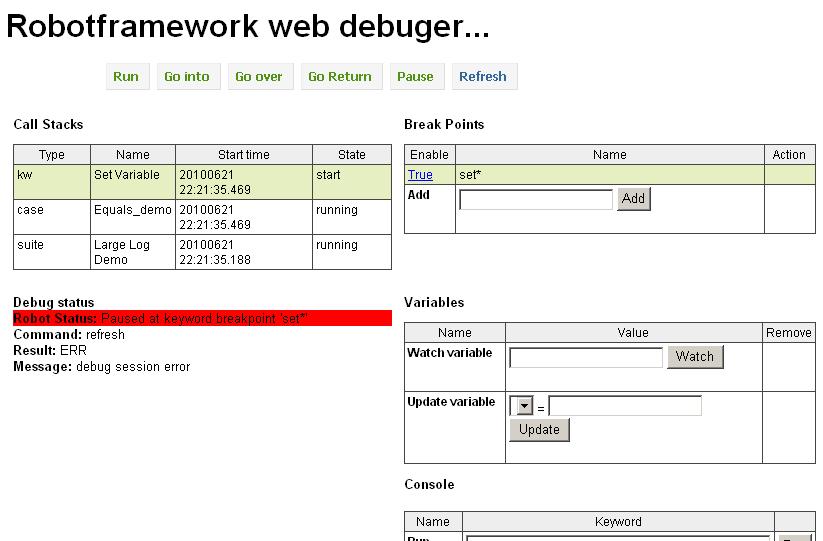 Robotframework web debuger...
Run Go into Go over Go Return Pause Refresh
Call Stacks
Type Name Start time State
kw Set Variable 20100621 start
22:21:35.469
case Equals_demo 20100621 running
22:21:35.469
suite Large Log 20100621 running
Demo 22:21:35.188
Break Points
Enable Name Action
True set*
Add Add
Debug status
Robot Status: Paused at keyword breakpoint 'set*'
Command: refresh
Result: ERR
Message: debug session error
Variables
Name Value Remove
Watch variable Watch
Update variable =
Update
Console
Name Keyword
Run